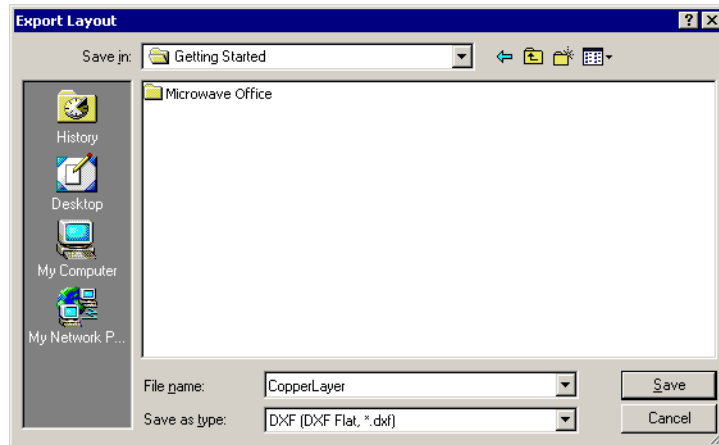 Export Layout
Save in:
Getting Started
Microwave Office
History
Desktop
My Computer
My Network P...
File name:
CopperLayer
Save
Save as type:
DXF (DXF Flat, *.dxf)
Cancel